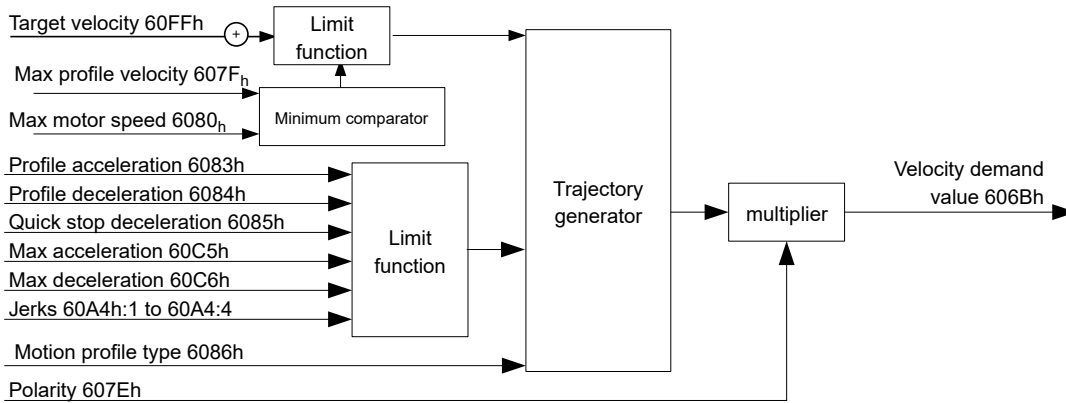 Target velocity 60FFh
+
Limit
function
Max profile velocity 607Fh
Max motor speed 6080h
Minimum comparator
Profile acceleration 6083h
Profile deceleration 6084h
Quick stop deceleration 6085h
Max acceleration 60C5h
Max deceleration 60C6h
Jerks 60A4h:1 to 60A4:4
Limit
function
Motion profile type 6086h
Polarity 607Eh
Trajectory
generator
multiplier
Velocity demand
value 606Bh